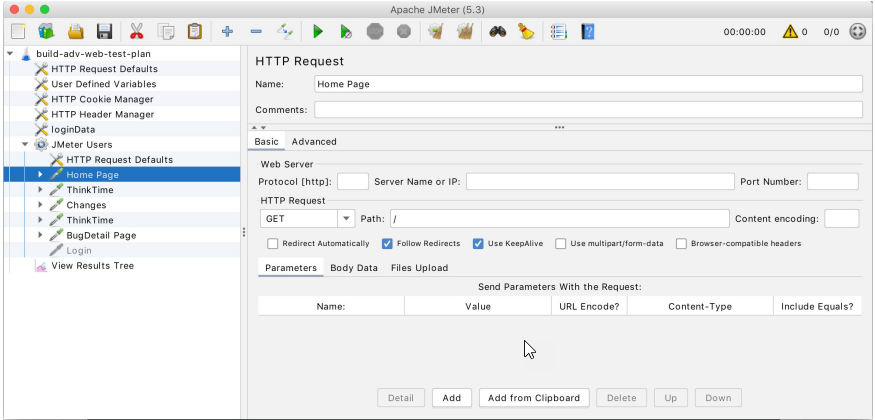 Apache JMeter (5.3)
00:00:00 0 0/0
build-adv-web-test-plan
HTTP Request Defaults
User Defined Variables
HTTP Cookie Manager
HTTP Header Manager
loginData
JMeter Users
HTTP Request Defaults
Home Page
ThinkTime
Changes
ThinkTime
BugDetail Page
Login
View Results Tree
HTTP Request
Name: Home Page
Comments:
Basic Advanced
Web Server
Protocol [http]: Server Name or IP: Port Number:
HTTP Request
GET Path: / Content encoding:
Redirect Automatically Follow Redirects Use KeepAlive Use multipart/form-data Browser-compatible headers
Parameters Body Data Files Upload
Send Parameters With the Request:
Name: Value URL Encode? Content-Type Include Equals?
Detail Add Add from Clipboard Delete Up Down